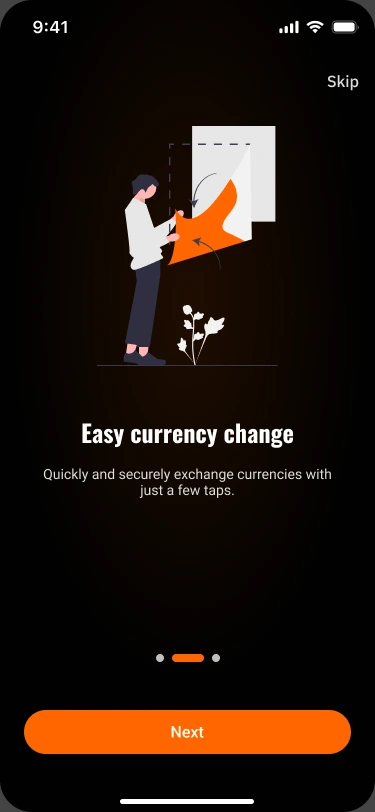 9:41
Skip
Easy currency change
Quickly and securely exchange currencies with
just a few taps.
Next